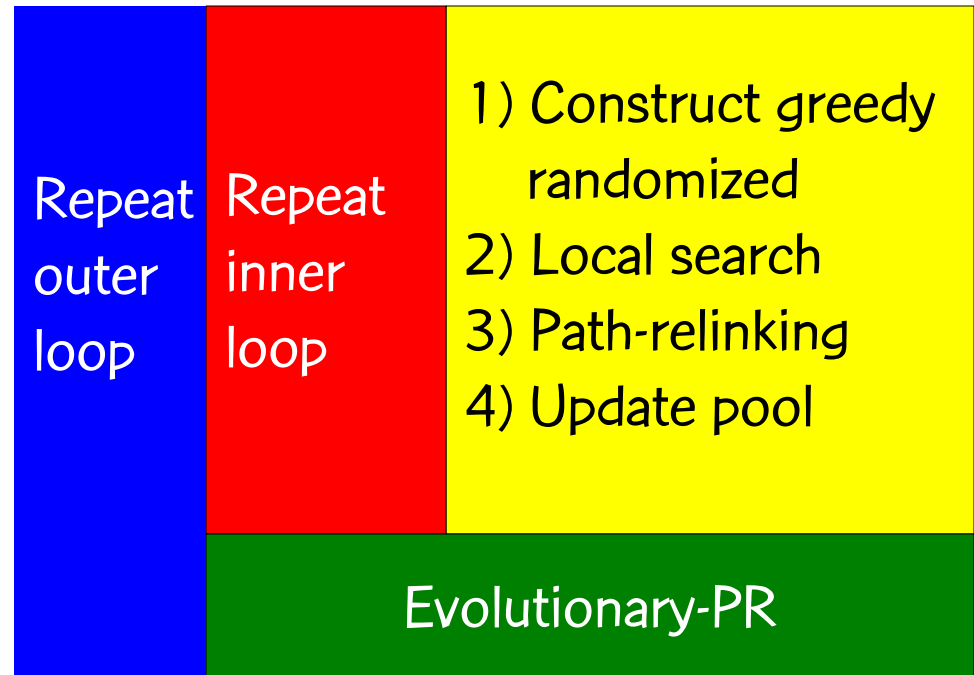 Repeat
outer
loop
Repeat
inner
loop
1) Construct greedy
randomized
2) Local search
3) Path-relinking
4) Update pool
Evolutionary-PR